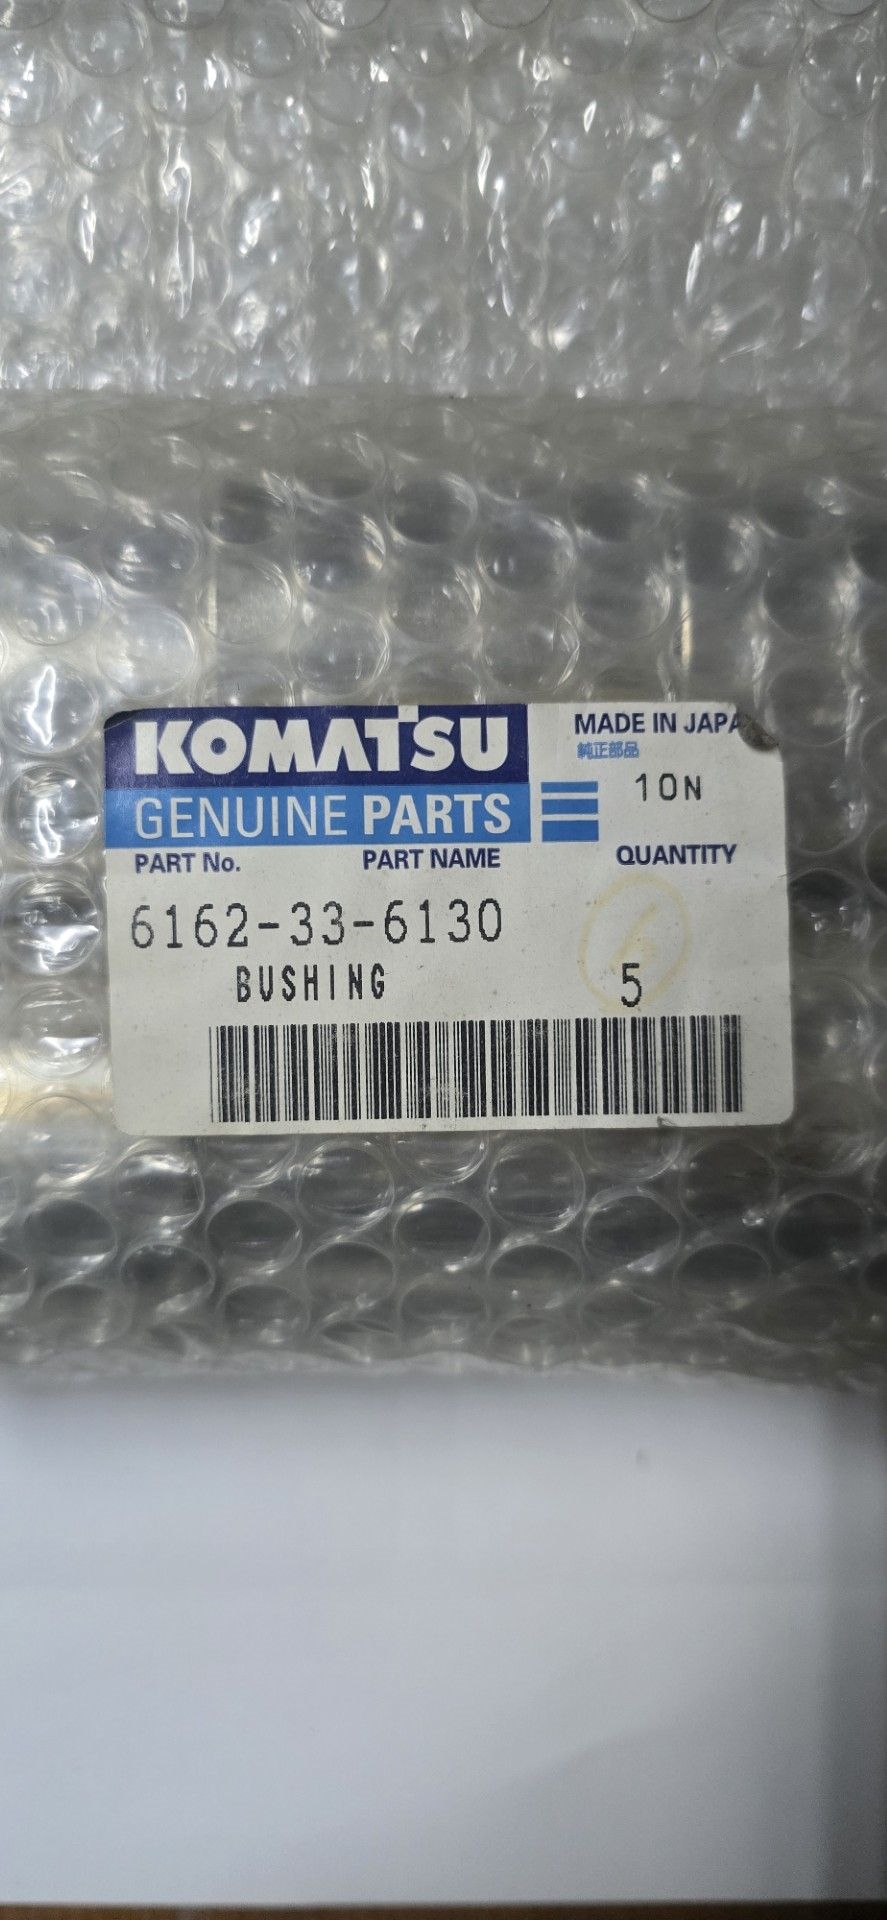 KOMATSU
MADE IN JAPA
純正部品
GENUINE PARTS
10N
PART No. PART NAME QUANTITY
6162-33-6130
BUSHING 5